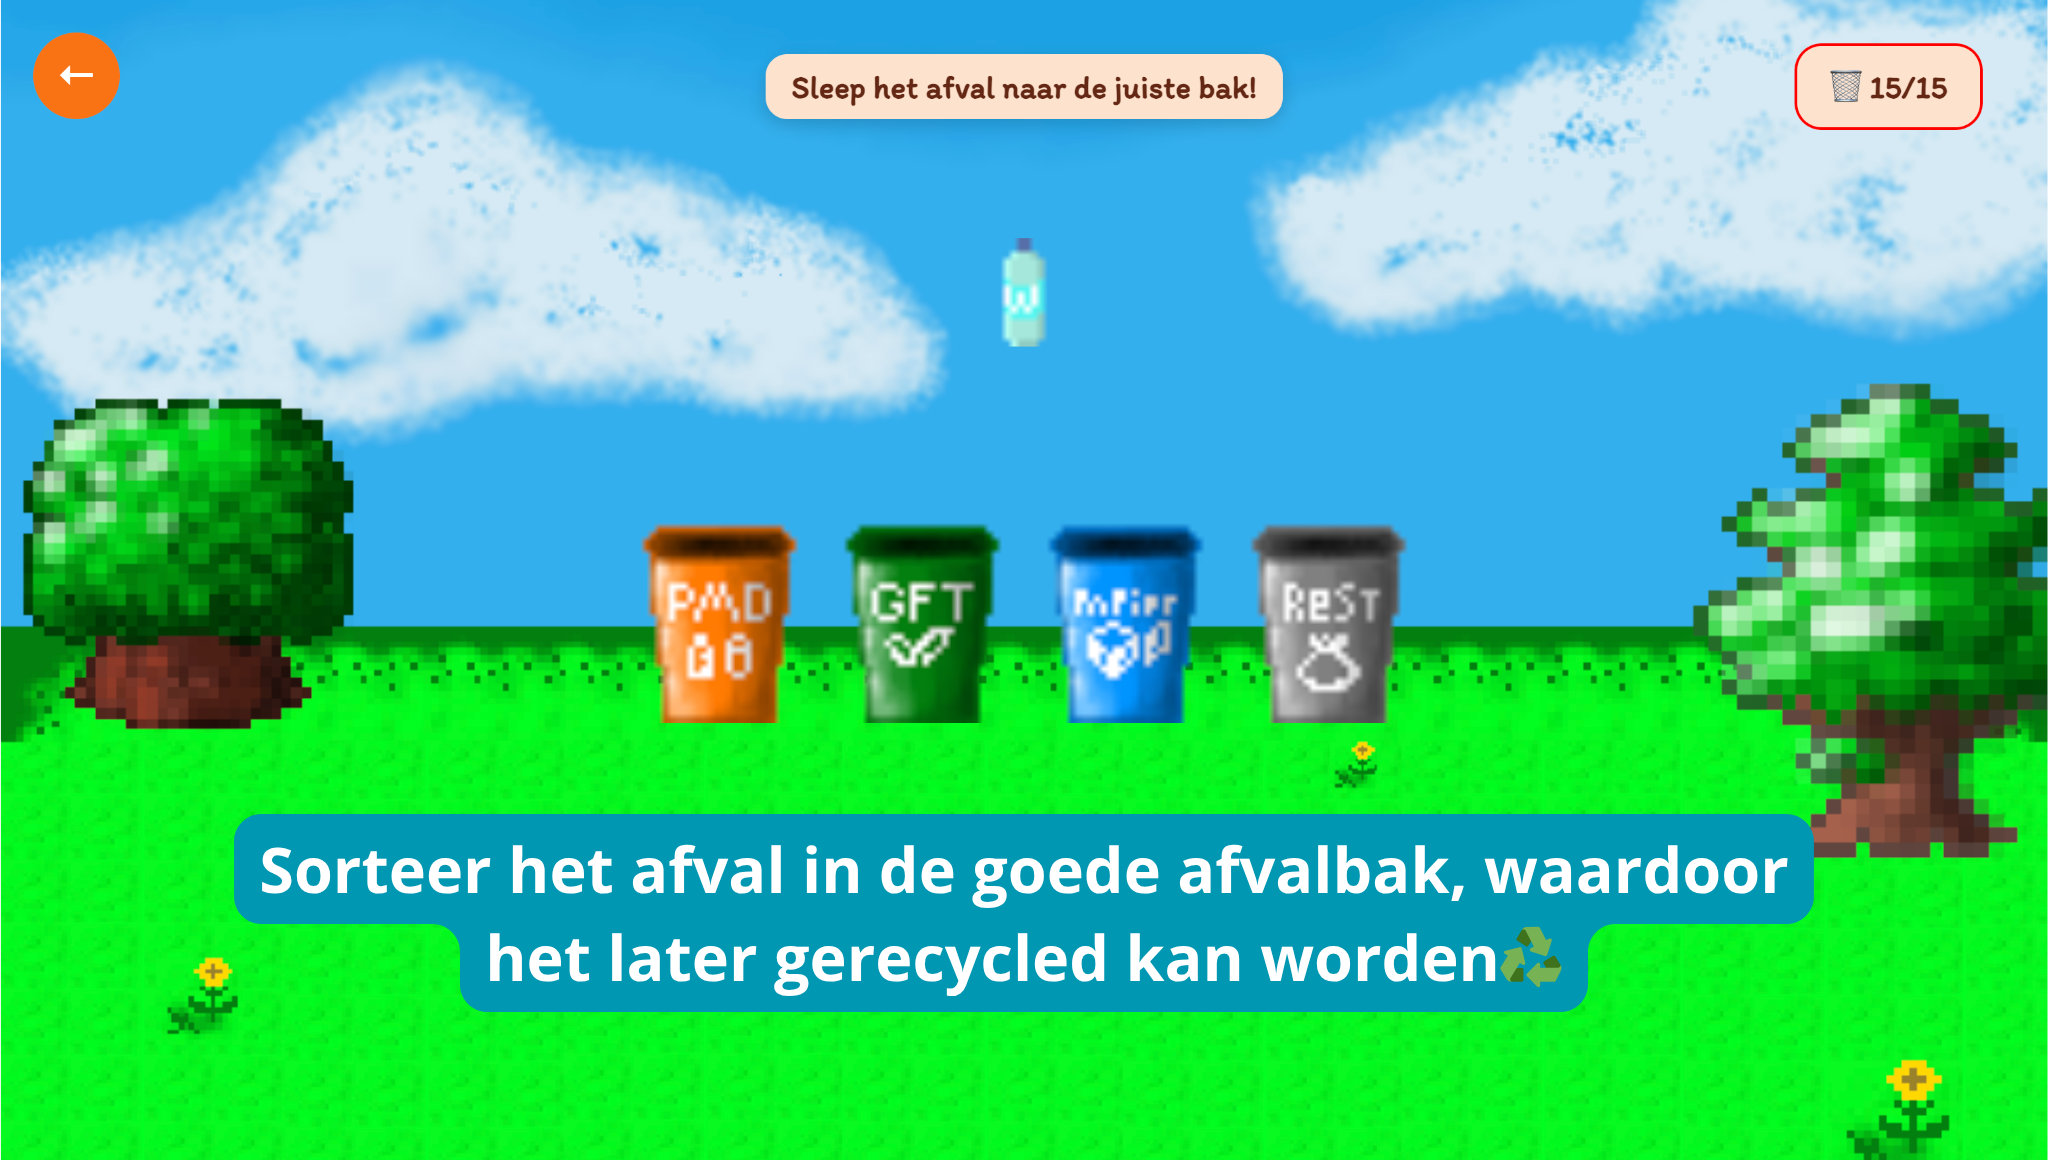 Sleep het afval naar de juiste bak!
15/15
W
PMD
GFT
PaPier
ReST
Sorteer het afval in de goede afvalbak, waardoor
het later gerecycled kan worden